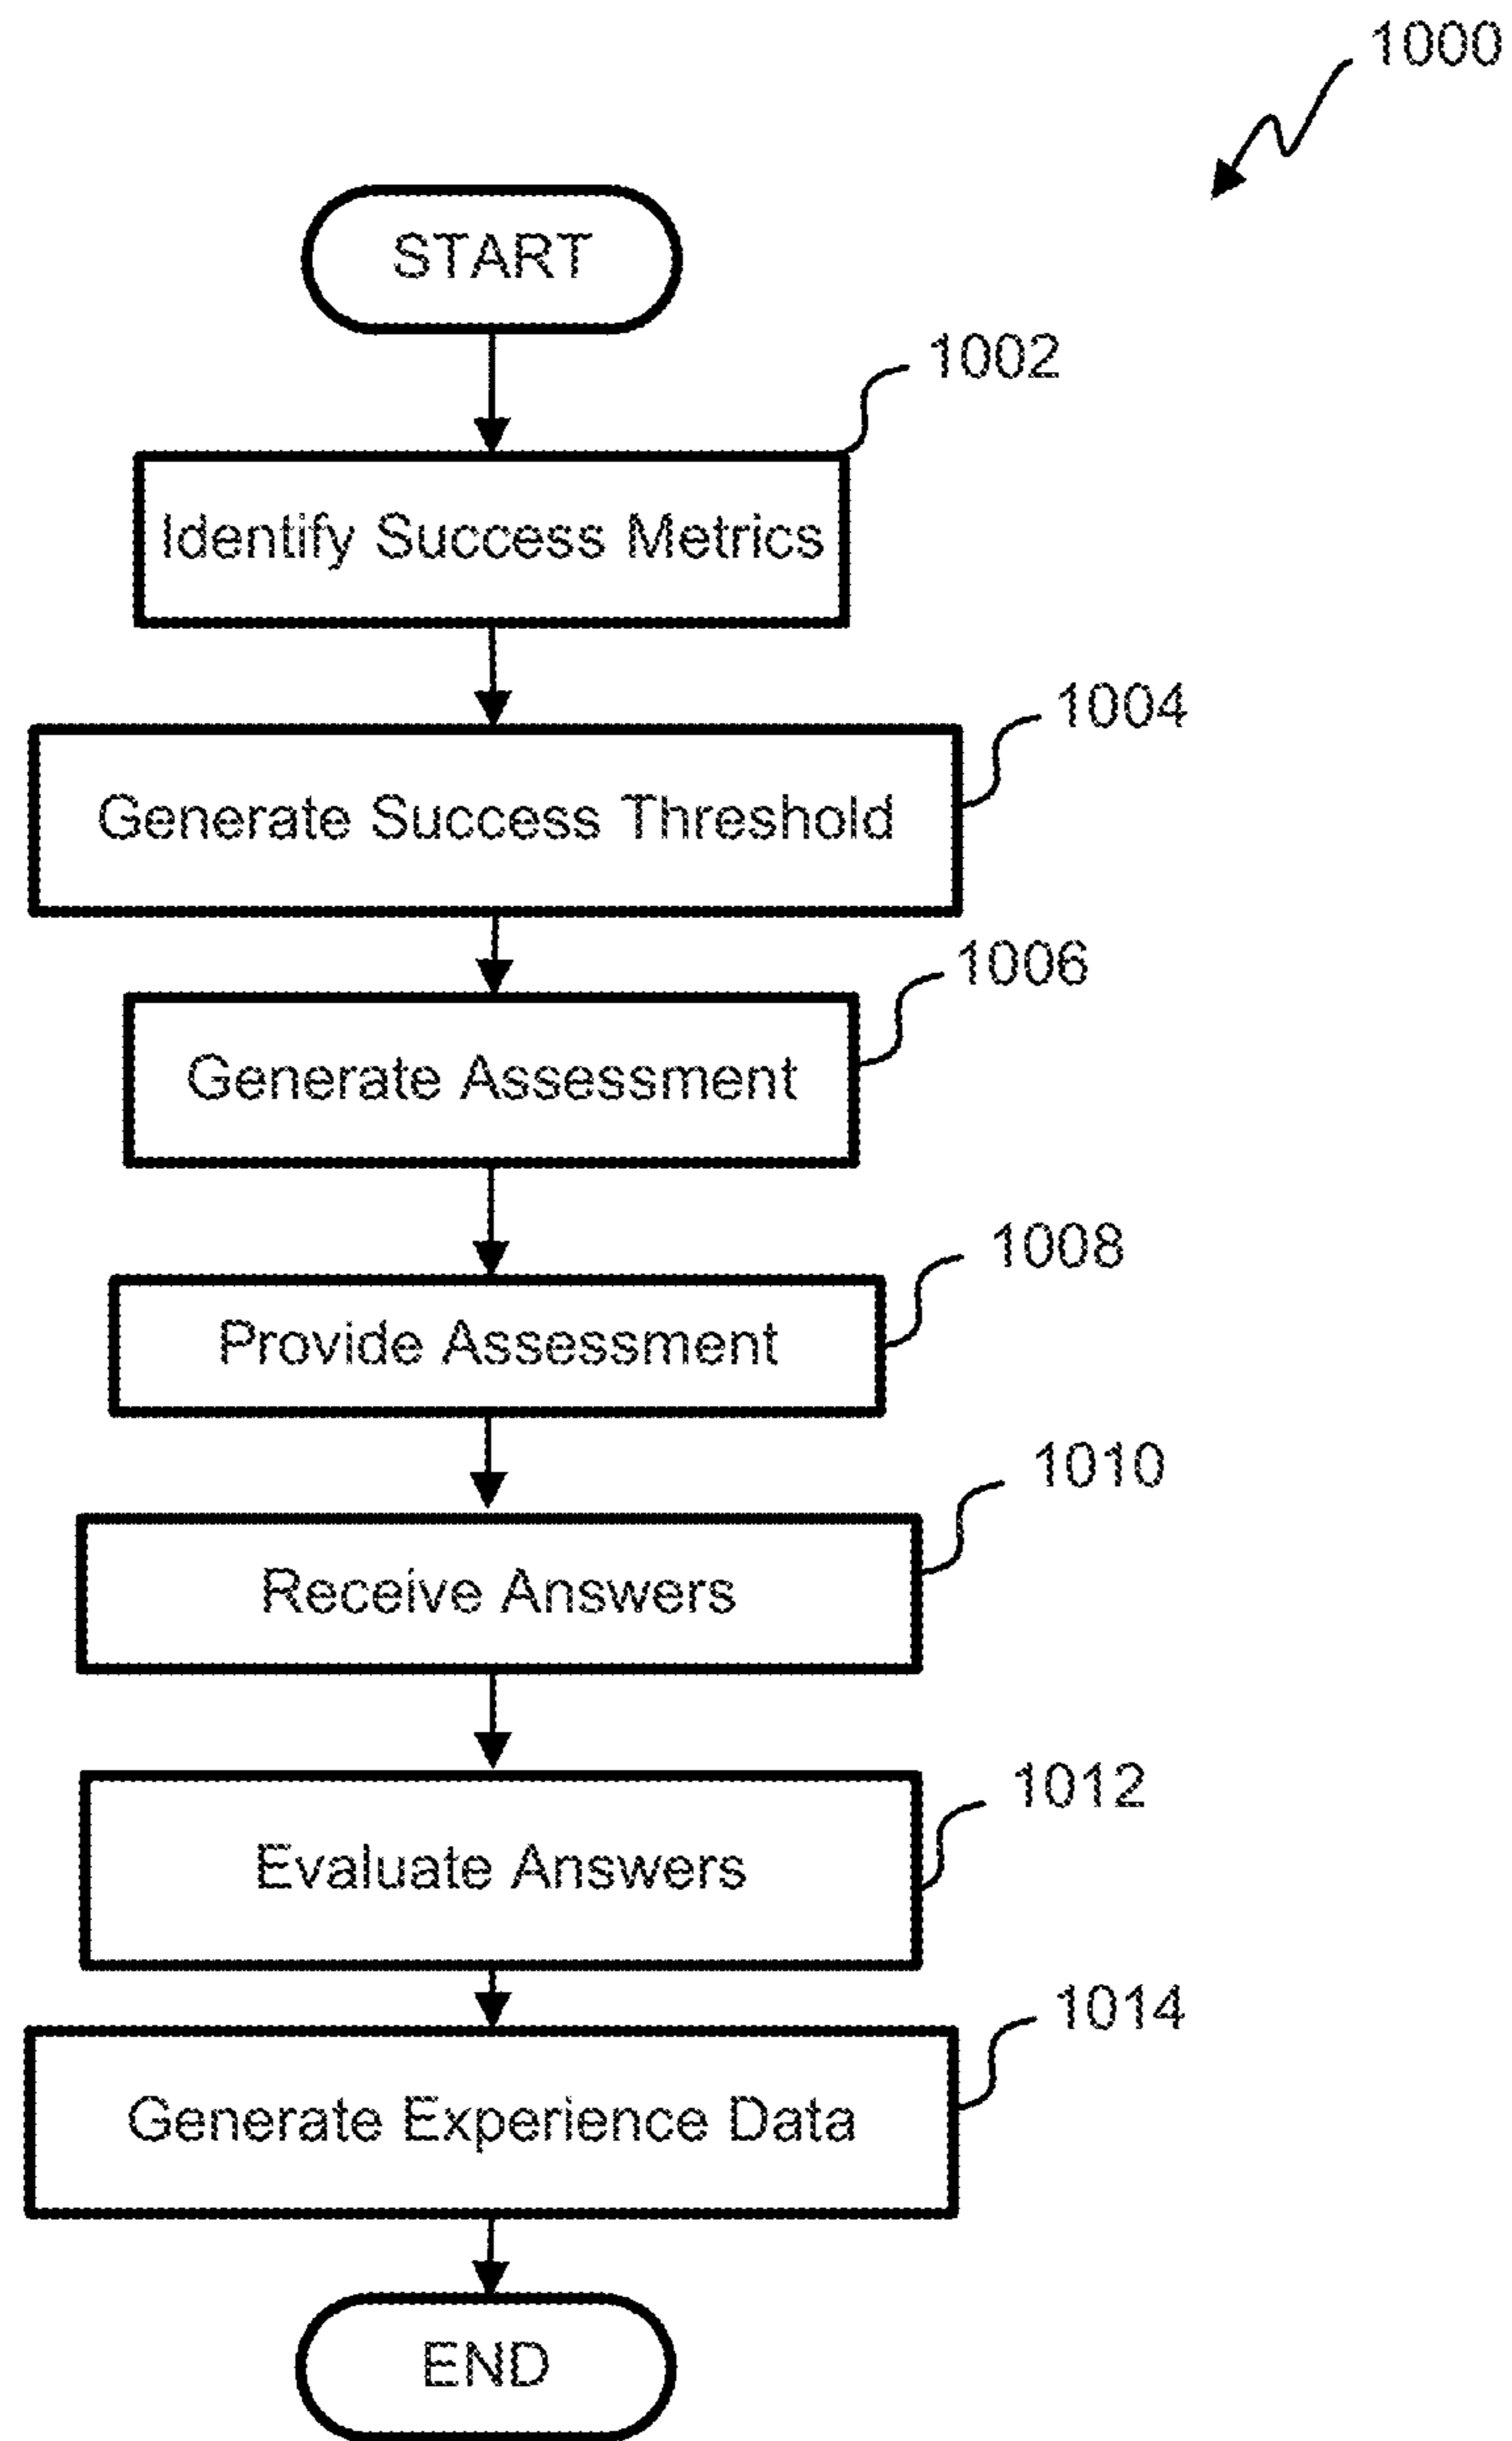 1000
START
1002
Identify Success Metrics
1004
Generate Success Threshold
1006
Generate Assessment
1008
Provide Assessment
1010
Receive Answers
1012
Evaluate Answers
1014
Generate Experience Data
END